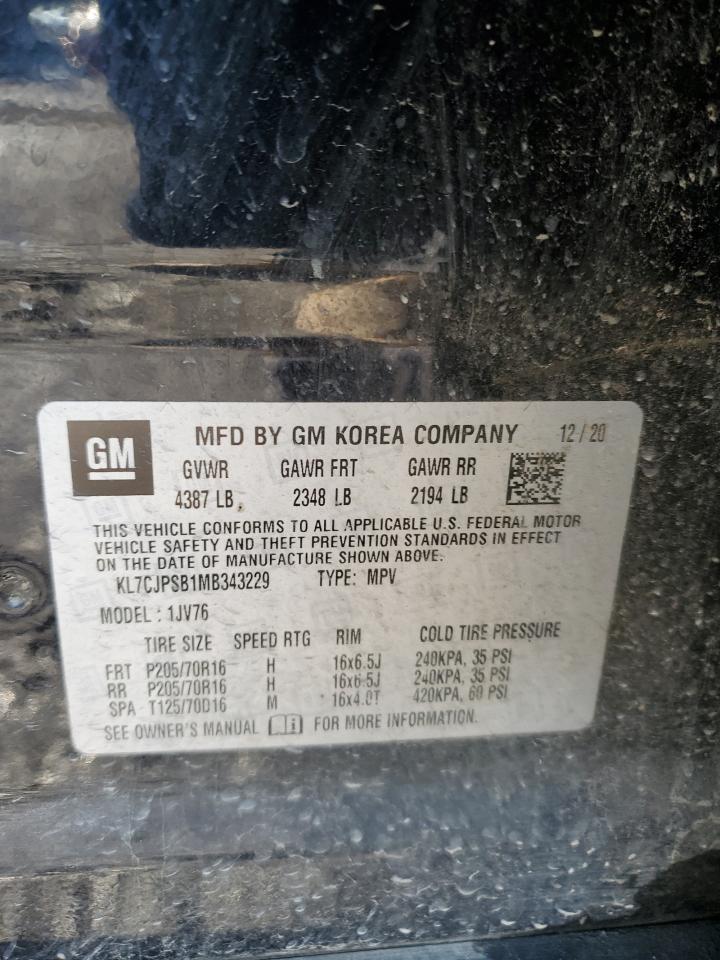 GM
MFD BY GM KOREA COMPANY 12/20
GVWR GAWR FRT GAWR RR
4387 LB, 2348 LB 2194 LB
THIS VEHICLE CONFORMS TO ALL APPLICABLE U.S. FEDERAL MOTOR
VEHICLE SAFETY AND THEFT PREVENTION STANDARDS IN EFFECT
ON THE DATE OF MANUFACTURE SHOWN ABOVE.
KL7CJPSB1MB343229 TYPE: MPV
MODEL : 1JV76
TIRE SIZE SPEED RTG RIM COLD TIRE PRESSURE
FRT P205/70R16 H 16x6.5J 240KPA, 35 PSI
RR P205/70R16 H 16x6.5J 240KPA, 35 PSI
SPA T125/70D16 M 16x4.0T 420KPA, 60 PSI
SEE OWNER'S MANUAL FOR MORE INFORMATION.